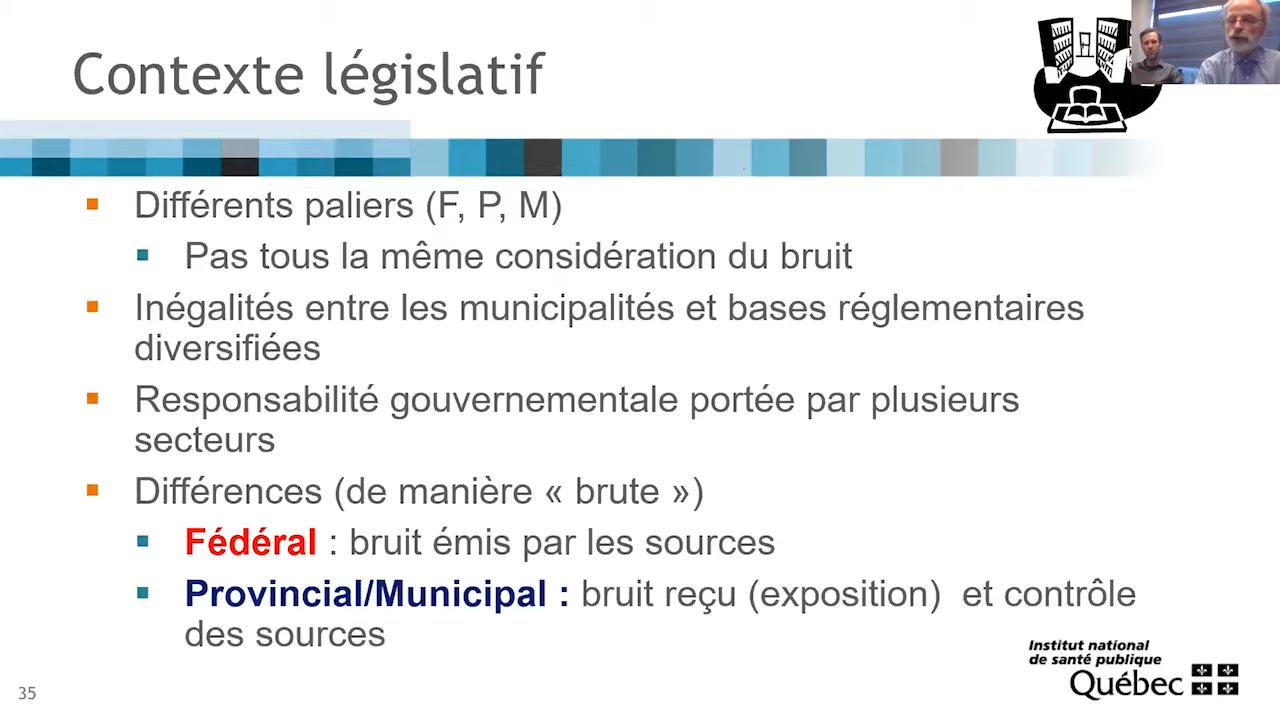 Contexte législatif
Différents paliers (F, P, M)
Pas tous la même considération du bruit
Inégalités entre les municipalités et bases réglementaires
diversifiées
Responsabilité gouvernementale portée par plusieurs
secteurs
Différences (de manière « brute »)
Fédéral : bruit émis par les sources
Provincial/Municipal : bruit reçu (exposition) et contrôle
des sources
Institut national
de santé publique
Québec
35